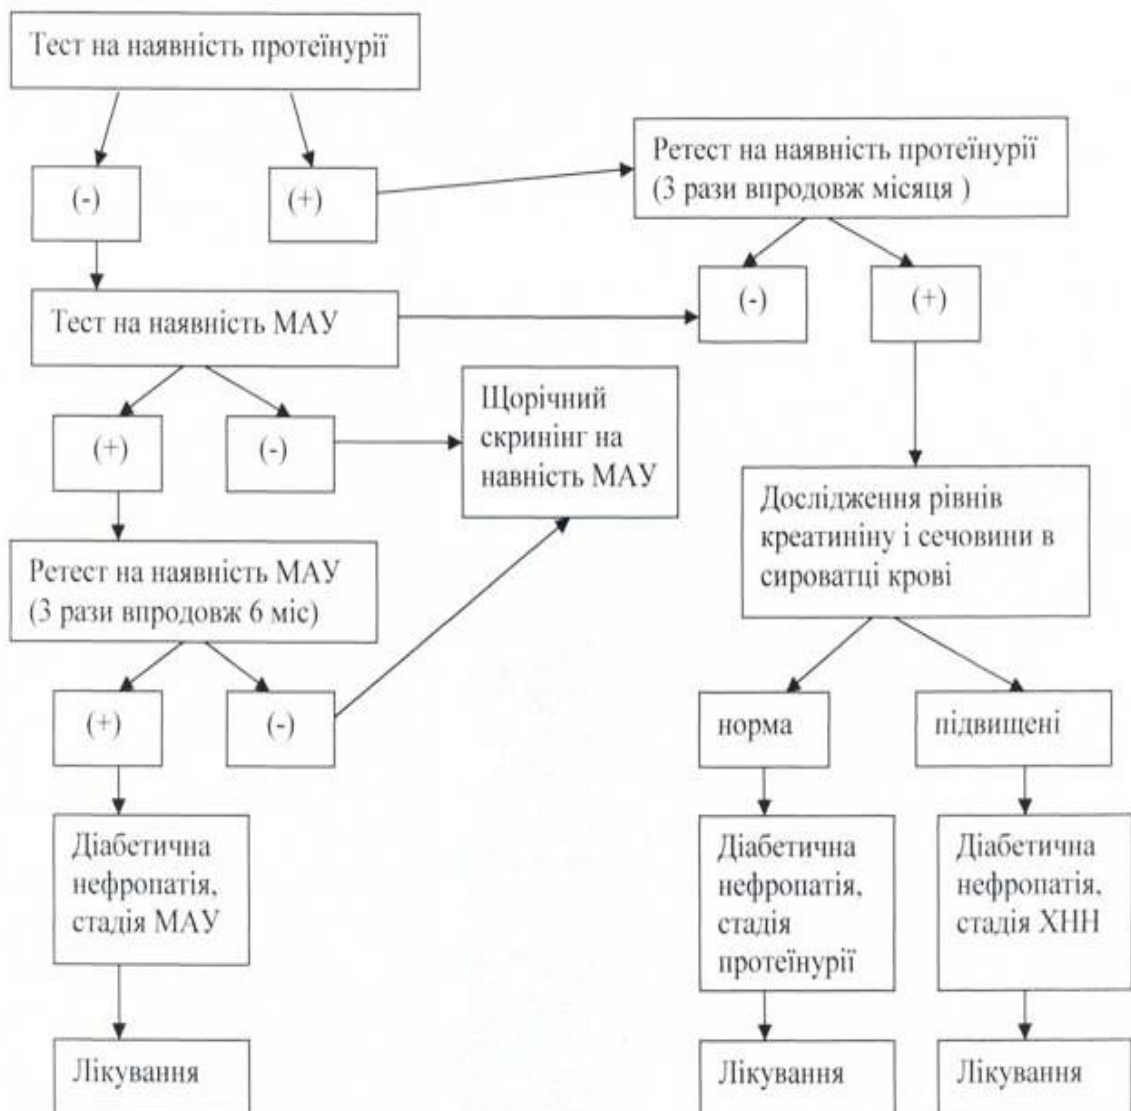 Тест на наявність протеїнурії
(-)
(+)
Ретест на наявність протеїнурії
(3 рази впродовж місяця )
(-)
(+)
Тест на наявність МАУ
(+)
(-)
Щорічний
скринінг на
навність МАУ
Ретест на наявність МАУ
(3 рази впродовж 6 міс)
(+)
(-)
Дослідження рівнів
креатиніну і сечовини в
сироватці крові
норма
підвищені
Діабетична
нефропатія,
стадія МАУ
Діабетична
нефропатія,
стадія
протеїнурії
Діабетична
нефропатія,
стадія ХНН
Лікування
Лікування
Лікування